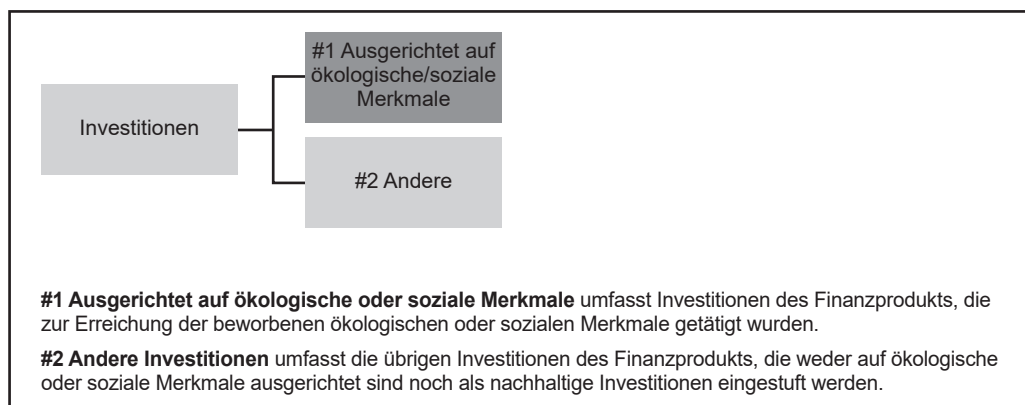 #1 Ausgerichtet auf
ökologische/soziale
Merkmale
Investitionen
#2 Andere
#1 Ausgerichtet auf ökologische oder soziale Merkmale umfasst Investitionen des Finanzprodukts, die
zur Erreichung der beworbenen ökologischen oder sozialen Merkmale getätigt wurden.
#2 Andere Investitionen umfasst die übrigen Investitionen des Finanzprodukts, die weder auf ökologische
oder soziale Merkmale ausgerichtet sind noch als nachhaltige Investitionen eingestuft werden.